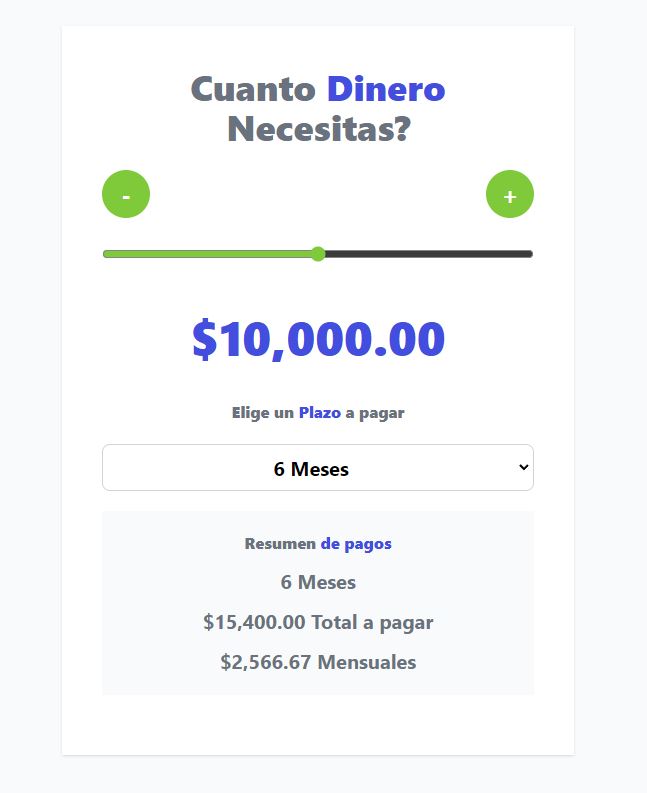 Cuanto Dinero
Necesitas?
- +
$10,000.00
Elige un Plazo a pagar
6 Meses
Resumen de pagos
6 Meses
$15,400.00 Total a pagar
$2,566.67 Mensuales